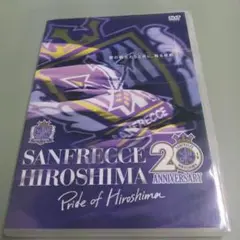 DVD
SANFRECCE
SANFRECCE
HIROSHIMA
20
ANNIVERSARY
Pride of Hiroshima